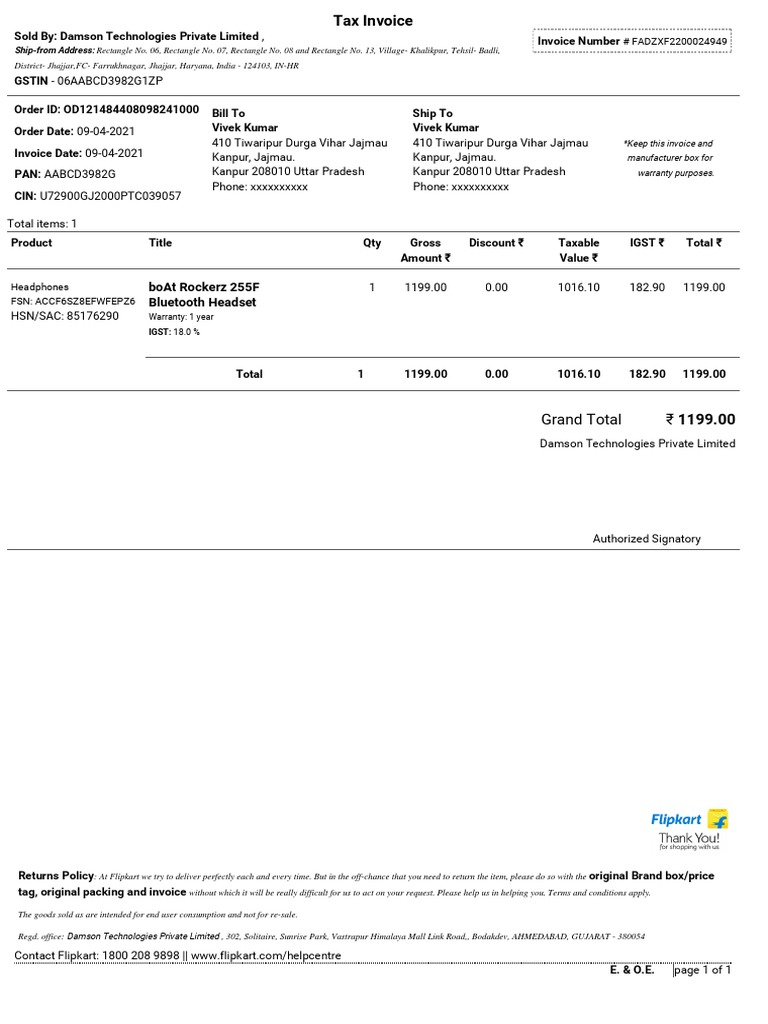 Tax Invoice
Sold By: Damson Technologies Private Limited ,
Invoice Number # FADZXF2200024949
Ship-from Address: Rectangle No. 06, Rectangle No. 07, Rectangle No. 08 and Rectangle No. 13, Village- Khalikpur, Tehsil- Badli,
District- Jhajjar,FC- Farrukhnagar, Jhajjar, Haryana, India - 124103, IN-HR
GSTIN - 06AABCD3982G1ZP
Order ID: OD121484408098241000
Order Date: 09-04-2021
Invoice Date: 09-04-2021
PAN: AABCD3982G
CIN: U72900GJ2000PTC039057
Bill To
Vivek Kumar
410 Tiwaripur Durga Vihar Jajmau
Kanpur, Jajmau.
Kanpur 208010 Uttar Pradesh
Phone: xxxxxxxxxx
Ship To
Vivek Kumar
410 Tiwaripur Durga Vihar Jajmau
Kanpur, Jajmau.
Kanpur 208010 Uttar Pradesh
Phone: xxxxxxxxxx
*Keep this invoice and
manufacturer box for
warranty purposes.
Total items: 1
Product Title Qty Gross Discount ₹ Taxable IGST ₹ Total ₹
Amount ₹ Value ₹
Headphones boAt Rockerz 255F 1 1199.00 0.00 1016.10 182.90 1199.00
FSN: ACCF6SZ8EFWFEPZ6 Bluetooth Headset
HSN/SAC: 85176290 Warranty: 1 year
IGST: 18.0 %
Total 1 1199.00 0.00 1016.10 182.90 1199.00
Grand Total ₹ 1199.00
Damson Technologies Private Limited
Authorized Signatory
Flipkart
Thank You!
for shopping with us
Returns Policy: At Flipkart we try to deliver perfectly each and every time. But in the off-chance that you need to return the item, please do so with the original Brand box/price
tag, original packing and invoice without which it will be really difficult for us to act on your request. Please help us in helping you. Terms and conditions apply.
The goods sold as are intended for end user consumption and not for re-sale.
Regd. office: Damson Technologies Private Limited , 302, Solitaire, Sunrise Park, Vastrapur Himalaya Mall Link Road,, Bodakdev, AHMEDABAD, GUJARAT - 380054
Contact Flipkart: 1800 208 9898 || www.flipkart.com/helpcentre
E. & O.E. page 1 of 1